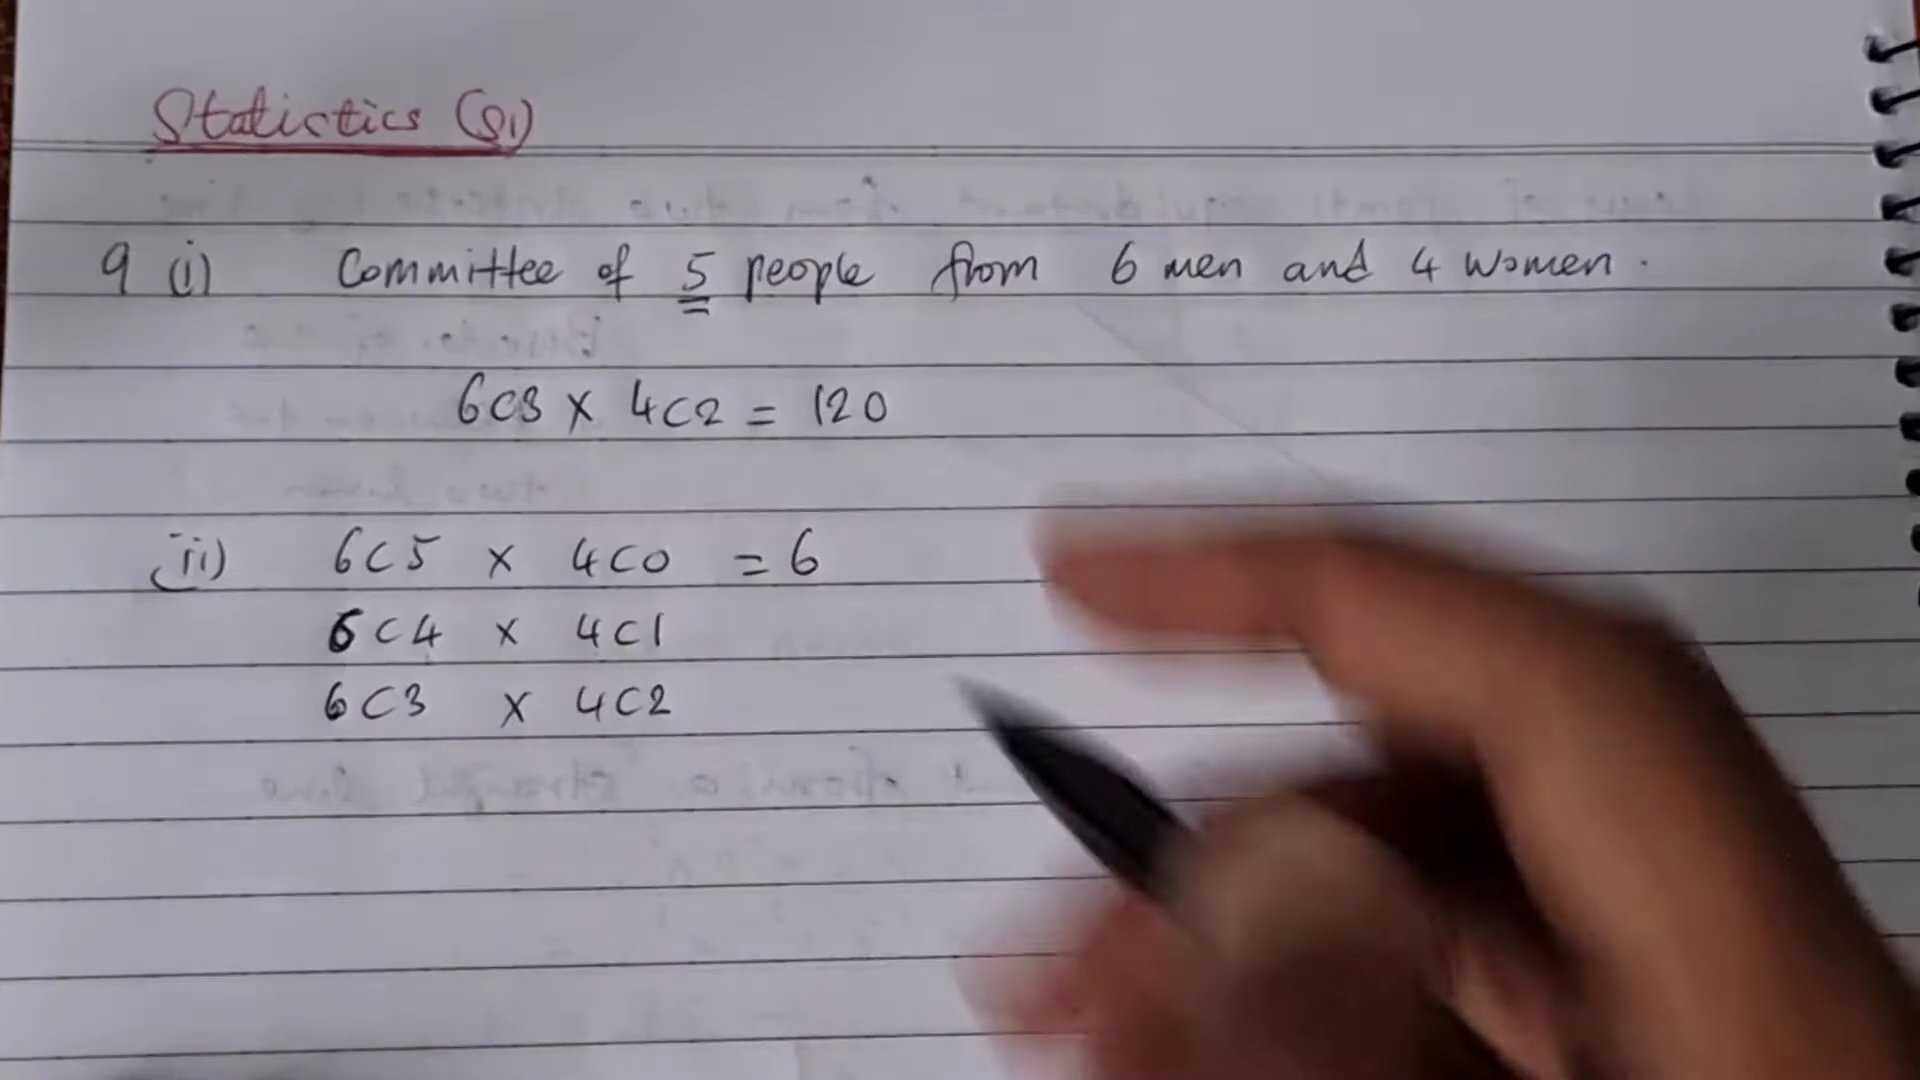 Statistics (S1)
9 (i) Committee of 5 people from 6 men and 4 women.
6C3 x 4C2 = 120
(ii) 6C5 x 4C0 = 6
6C4 x 4C1
6C3 x 4C2